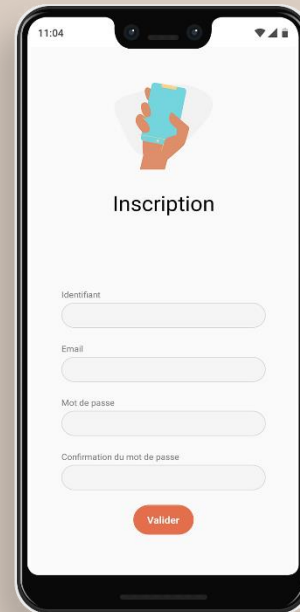 11:04
Inscription
Identifiant
Email
Mot de passe
Confirmation du mot de passe
Valider